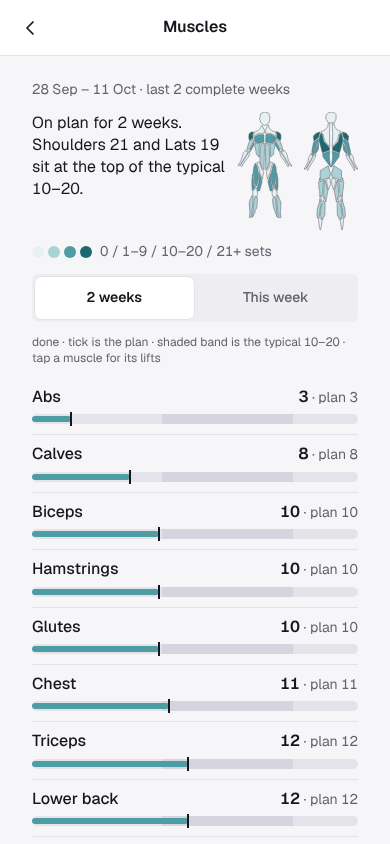 Muscles
28 Sep – 11 Oct · last 2 complete weeks
On plan for 2 weeks.
Shoulders 21 and Lats 19
sit at the top of the typical
10–20.
0 / 1–9 / 10–20 / 21+ sets
2 weeks
This week
done · tick is the plan · shaded band is the typical 10–20 ·
tap a muscle for its lifts
Abs
3 · plan 3
Calves
8 · plan 8
Biceps
10 · plan 10
Hamstrings
10 · plan 10
Glutes
10 · plan 10
Chest
11 · plan 11
Triceps
12 · plan 12
Lower back
12 · plan 12